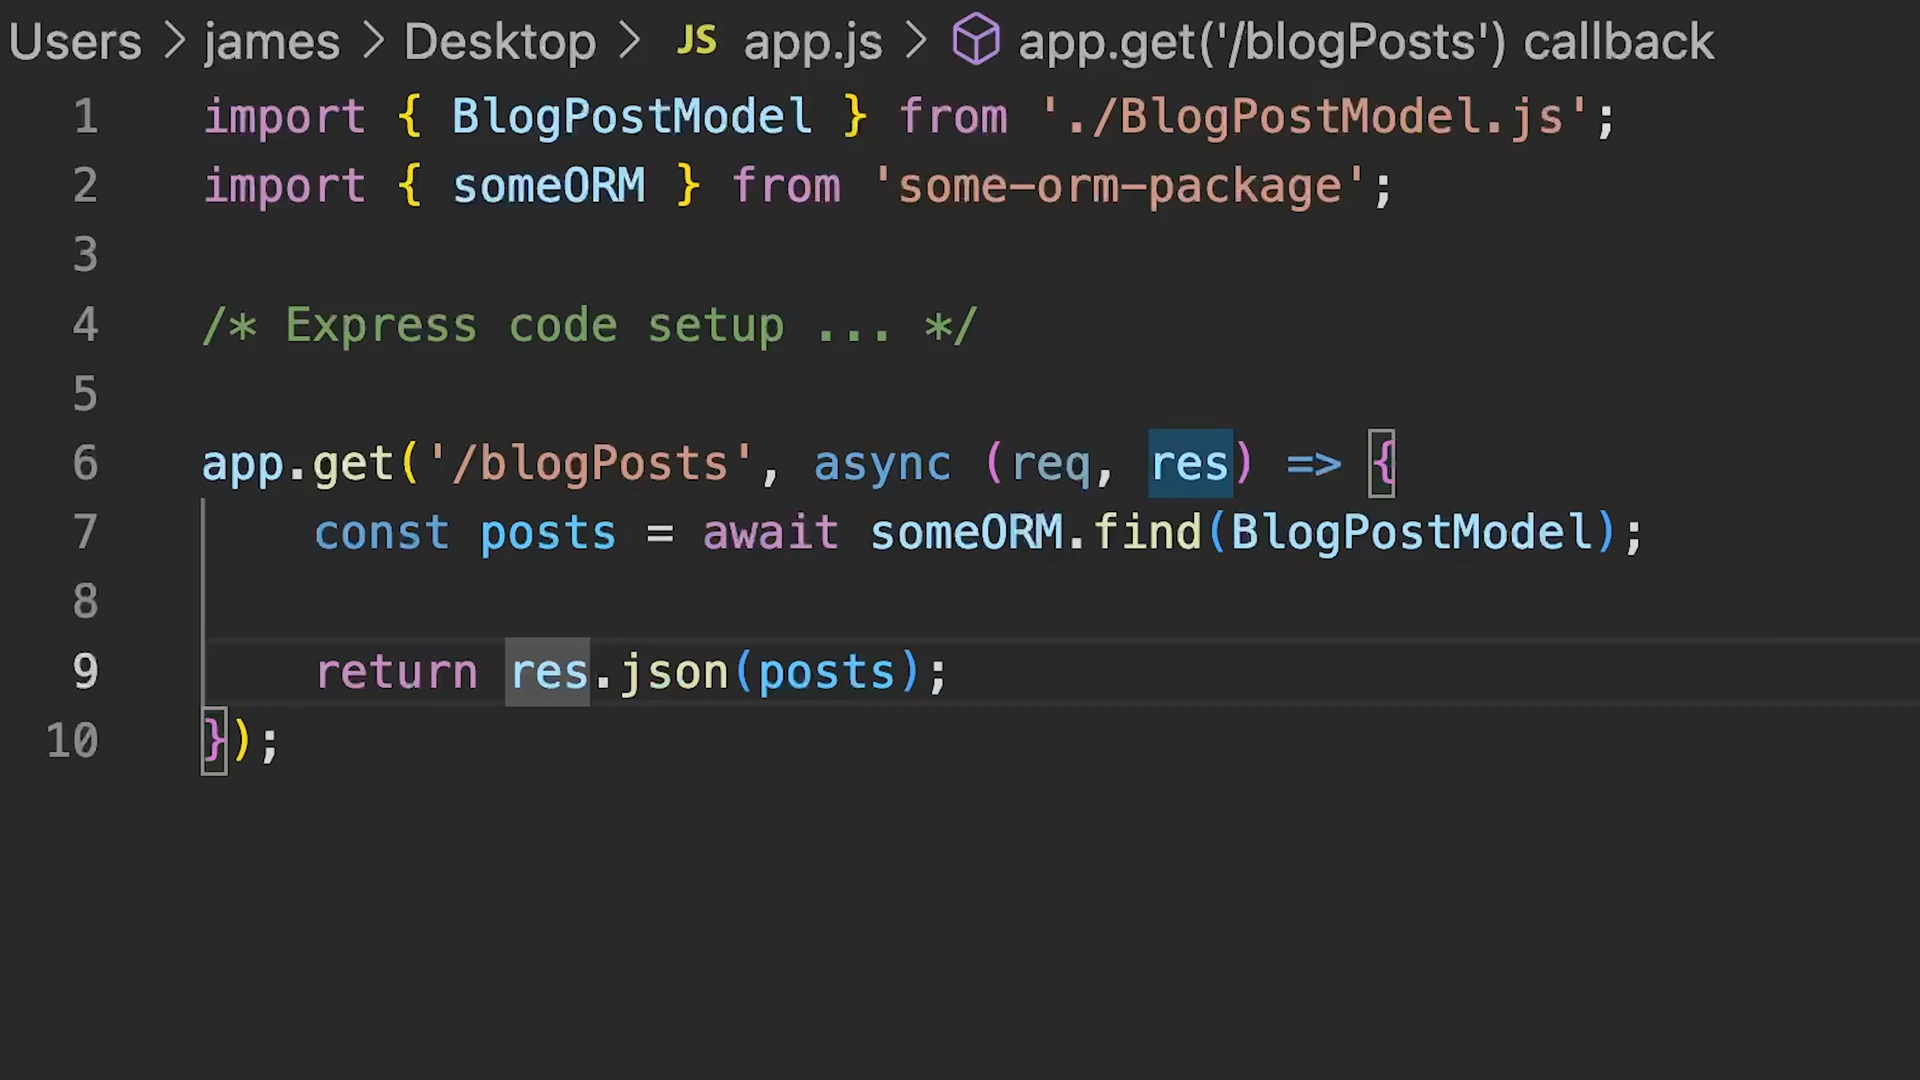 Users > james > Desktop > JS app.js > app.get('/blogPosts') callback
1 import { BlogPostModel } from './BlogPostModel.js';
2 import { someORM } from 'some-orm-package';
3
4 /* Express code setup ... */
5
6 app.get('/blogPosts', async (req, res) => {
7     const posts = await someORM.find(BlogPostModel);
8
9     return res.json(posts);
10 });